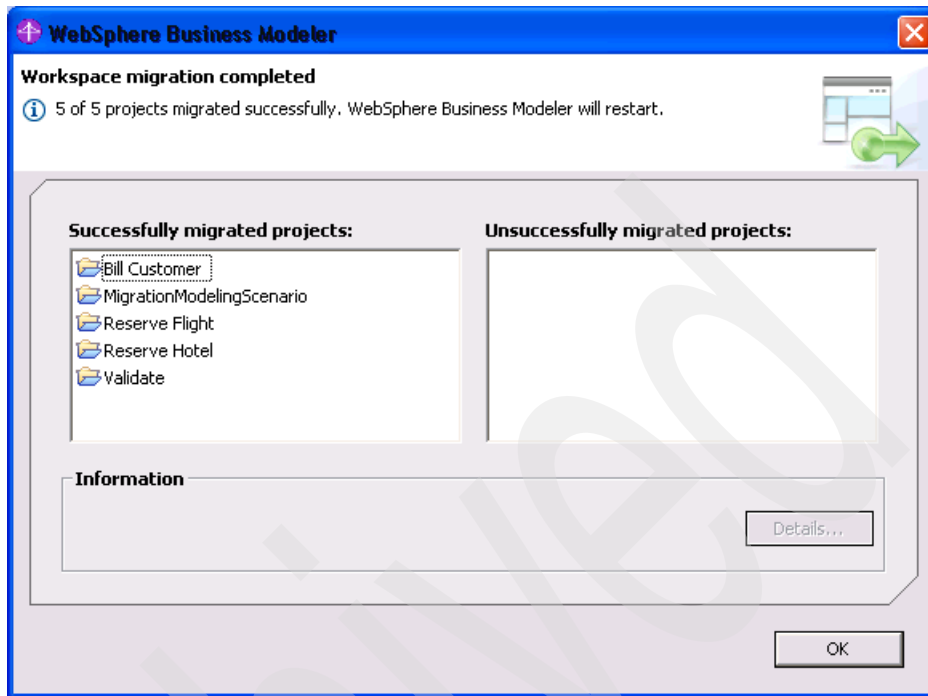 WebSphere Business Modeler
Workspace migration completed
5 of 5 projects migrated successfully. WebSphere Business Modeler will restart.
Successfully migrated projects:
Unsuccessfully migrated projects:
Bill Customer
MigrationModelingScenario
Reserve Flight
Reserve Hotel
Validate
Information
Details...
OK